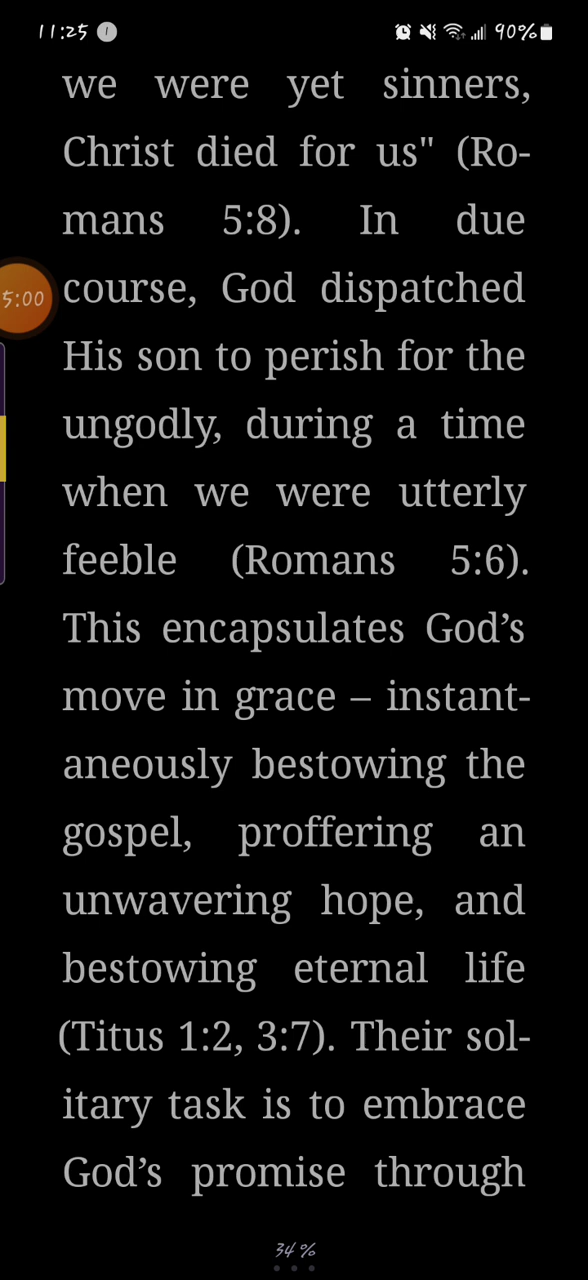 11:25
90%
we were yet sinners,
Christ died for us" (Ro-
mans 5:8). In due
5:00
course, God dispatched
His son to perish for the
ungodly, during a time
when we were utterly
feeble (Romans 5:6).
This encapsulates God’s
move in grace – instant-
aneously bestowing the
gospel, proffering an
unwavering hope, and
bestowing eternal life
(Titus 1:2, 3:7). Their sol-
itary task is to embrace
God’s promise through
34%